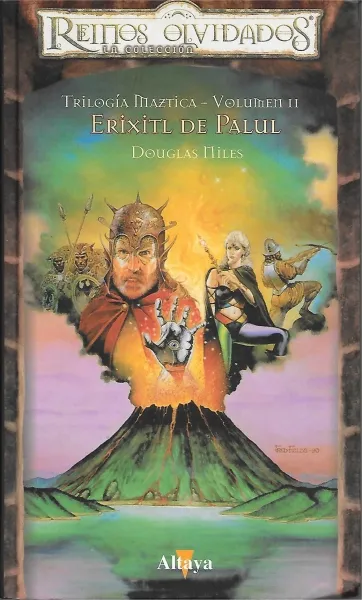 REINOS OLVIDADOS
LA COLECCIÓN
TRILOGÍA MAZTICA - VOLUMEN II
ERIXITL DE PALUL
DOUGLAS NILES
Altaya